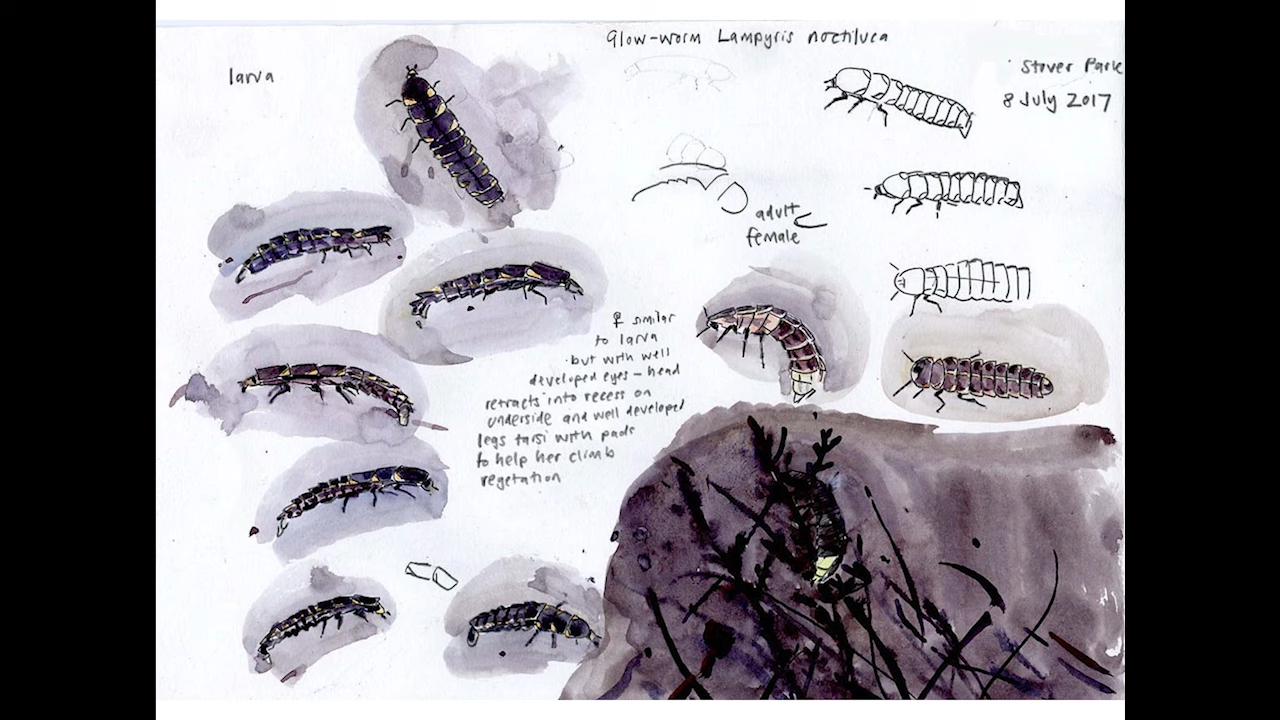 Glow-worm Lampyris noctiluca
larva
Stover Park
8 July 2017
adult
female
♀ similar
to larva
but with well
developed eyes – head
retracts into recess on
underside and well developed
legs tarsi with pads
to help her climb
vegetation